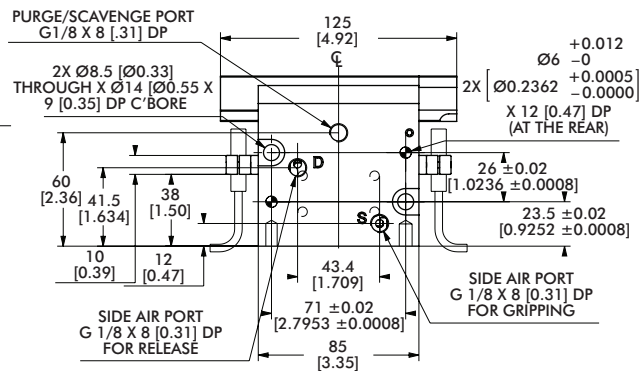 PURGE/SCAVENGE PORT
G1/8 X 8 [.31] DP
125
[4.92]
℄
2X Ø8.5 [Ø0.33]
THROUGH X Ø14 [Ø0.55 X
9 [0.35] DP C'BORE
+0.012
Ø6 -0
2X [Ø0.2362 +0.0005
-0.0000
X 12 [0.47] DP
(AT THE REAR)
D
S
60
[2.36]
41.5
[1.634]
38
[1.50]
10
[0.39]
12
[0.47]
26 ±0.02
[1.0236 ±0.0008]
23.5 ±0.02
[0.9252 ±0.0008]
43.4
[1.709]
71 ±0.02
[2.7953 ±0.0008]
85
[3.35]
SIDE AIR PORT
G 1/8 X 8 [0.31] DP
FOR RELEASE
SIDE AIR PORT
G 1/8 X 8 [0.31] DP
FOR GRIPPING